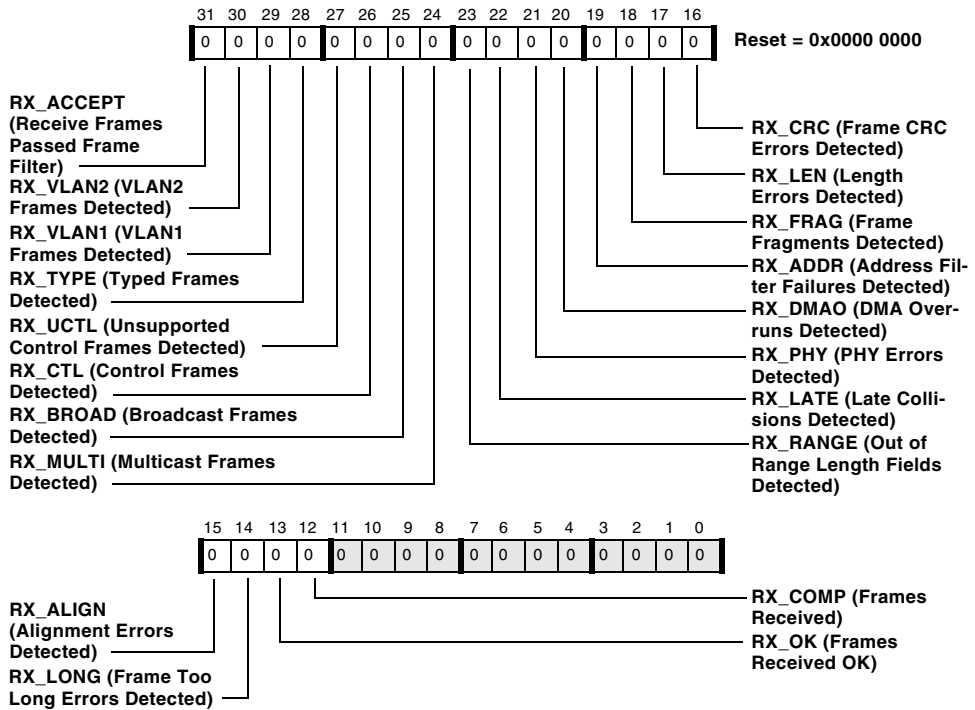 31 30 29 28 27 26 25 24 23 22 21 20 19 18 17 16
0 0 0 0 0 0 0 0 0 0 0 0 0 0 0 0
Reset = 0x0000 0000
RX_ACCEPT
(Receive Frames
Passed Frame
Filter)
RX_VLAN2 (VLAN2
Frames Detected)
RX_VLAN1 (VLAN1
Frames Detected)
RX_TYPE (Typed Frames
Detected)
RX_UCTL (Unsupported
Control Frames Detected)
RX_CTL (Control Frames
Detected)
RX_BROAD (Broadcast Frames
Detected)
RX_MULTI (Multicast Frames
Detected)
RX_CRC (Frame CRC
Errors Detected)
RX_LEN (Length
Errors Detected)
RX_FRAG (Frame
Fragments Detected)
RX_ADDR (Address Fil-
ter Failures Detected)
RX_DMAO (DMA Over-
runs Detected)
RX_PHY (PHY Errors
Detected)
RX_LATE (Late Colli-
sions Detected)
RX_RANGE (Out of
Range Length Fields
Detected)
15 14 13 12 11 10 9 8 7 6 5 4 3 2 1 0
0 0 0 0 0 0 0 0 0 0 0 0 0 0 0 0
RX_ALIGN
(Alignment Errors
Detected)
RX_LONG (Frame Too
Long Errors Detected)
RX_COMP (Frames
Received)
RX_OK (Frames
Received OK)